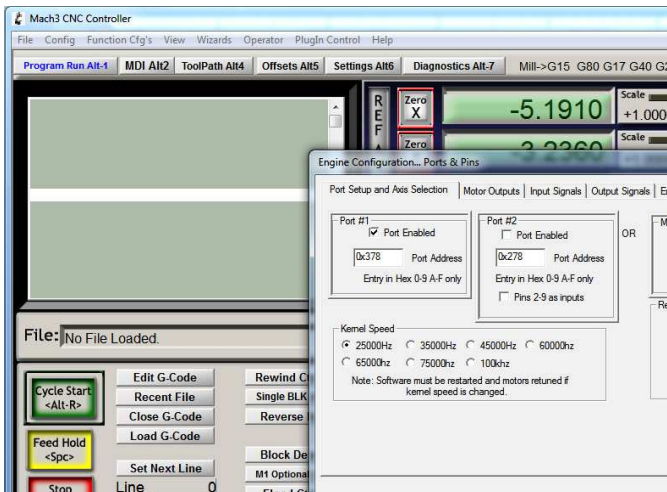 Mach3 CNC Controller
File Config Function Cfg's View Wizards Operator PlugIn Control Help
Program Run Alt-1 MDI Alt2 ToolPath Alt4 Offsets Alt5 Settings Alt6 Diagnostics Alt-7 Mill->G15 G80 G17 G40
REF
Zero X -5.1910 Scale +1.000
Zero -3.2360 Scale
Engine Configuration... Ports & Pins
Port Setup and Axis Selection Motor Outputs Input Signals Output Signals
Port #1
Port Enabled
0x378 Port Address
Entry in Hex 0-9 A-F only
Port #2
Port Enabled
0x278 Port Address
Entry in Hex 0-9 A-F only
Pins 2-9 as inputs
OR
Kernel Speed
25000Hz 35000Hz 45000Hz 60000hz
65000hz 75000hz 100khz
Note: Software must be restarted and motors retuned if
kernel speed is changed.
File: No File Loaded.
Cycle Start
<Alt-R>
Feed Hold
<Spc>
Stop
Edit G-Code
Recent File
Close G-Code
Load G-Code
Set Next Line
Line 0
Rewind
Single BLK
Reverse
Block
M1 Optional